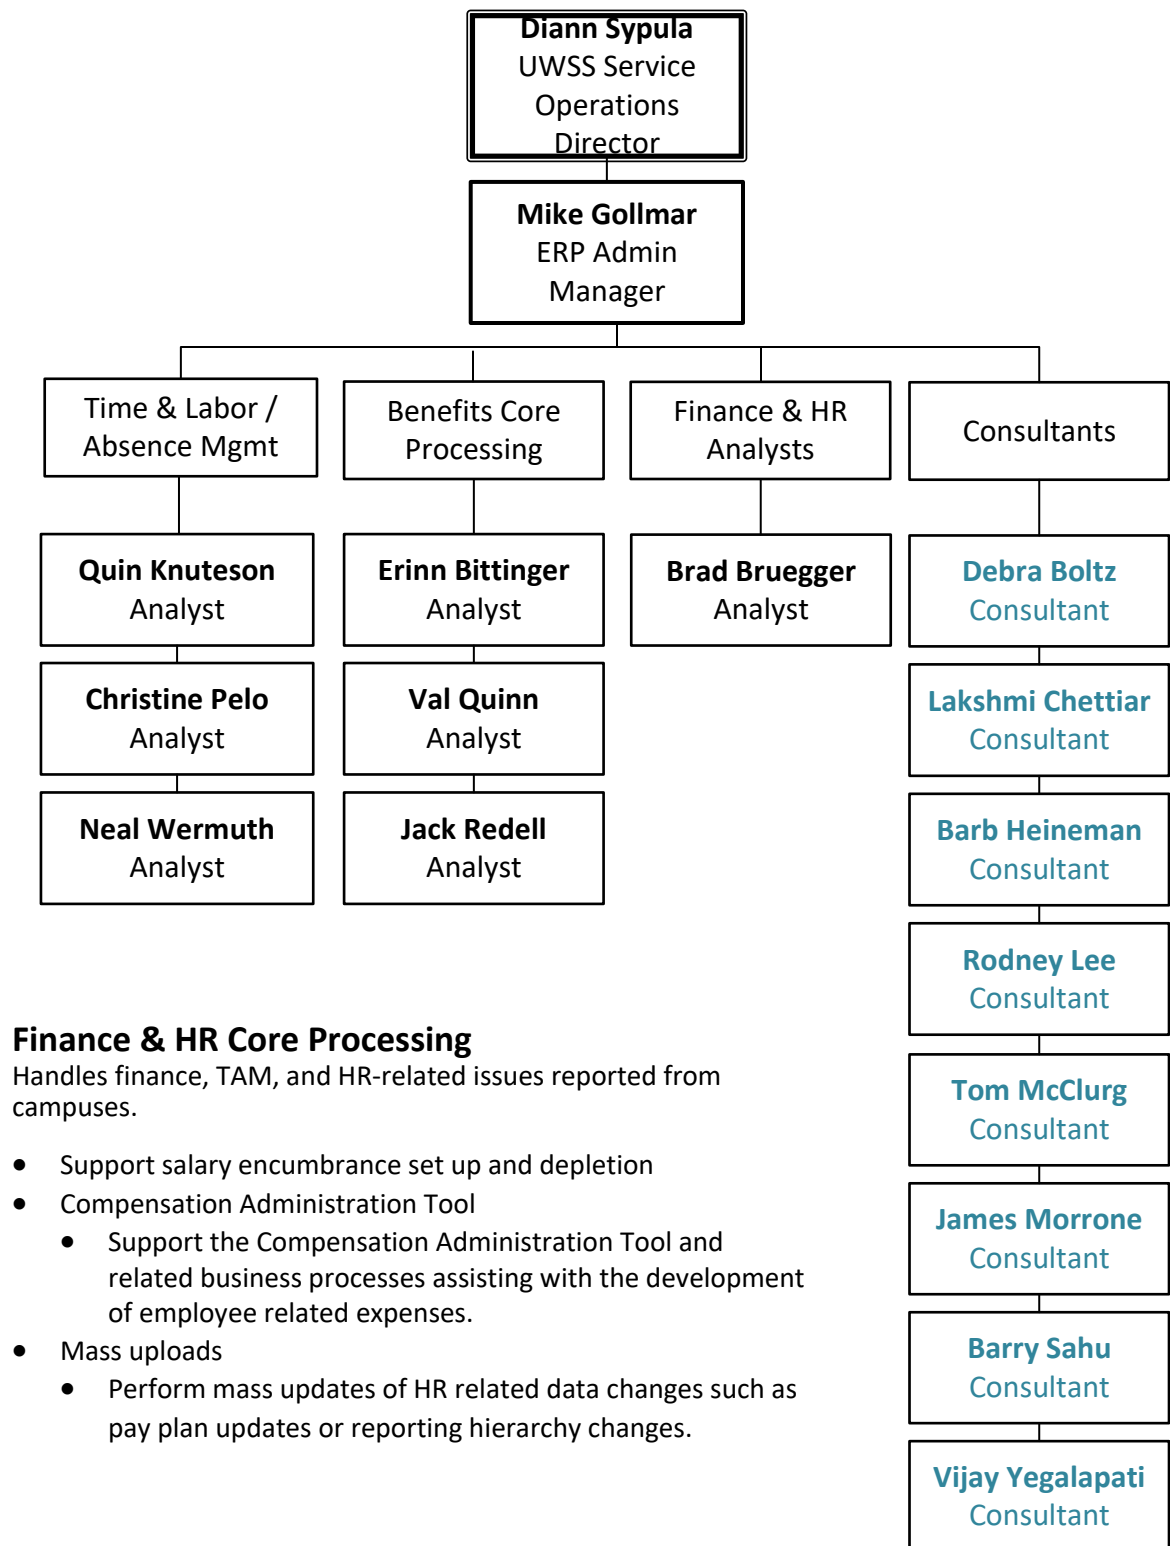 Diann Sypula
UWSS Service
Operations
Director
Mike Gollmar
ERP Admin
Manager
Time & Labor /
Absence Mgmt
Benefits Core
Processing
Finance & HR
Analysts
Consultants
Quin Knuteson
Analyst
Erinn Bittinger
Analyst
Brad Bruegger
Analyst
Debra Boltz
Consultant
Christine Pelo
Analyst
Val Quinn
Analyst
Lakshmi Chettiar
Consultant
Neal Wermuth
Analyst
Jack Redell
Analyst
Barb Heineman
Consultant
Rodney Lee
Consultant
Tom McClurg
Consultant
James Morrone
Consultant
Barry Sahu
Consultant
Vijay Yegalapati
Consultant
Finance & HR Core Processing
Handles finance, TAM, and HR-related issues reported from
campuses.
• Support salary encumbrance set up and depletion
• Compensation Administration Tool
• Support the Compensation Administration Tool and
related business processes assisting with the development
of employee related expenses.
• Mass uploads
• Perform mass updates of HR related data changes such as
pay plan updates or reporting hierarchy changes.